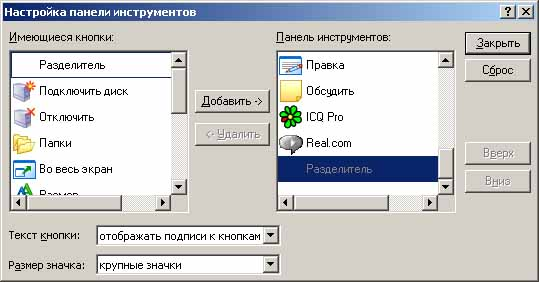 Настройка панели инструментов
Имеющиеся кнопки:
Разделитель
Подключить диск
Отключить
Папки
Во весь экран
Размер
Добавить ->
<- Удалить
Панель инструментов:
Правка
Обсудить
ICQ Pro
Real.com
Разделитель
Закрыть
Сброс
Вверх
Вниз
Текст кнопки: отображать подписи к кнопкам
Размер значка: крупные значки